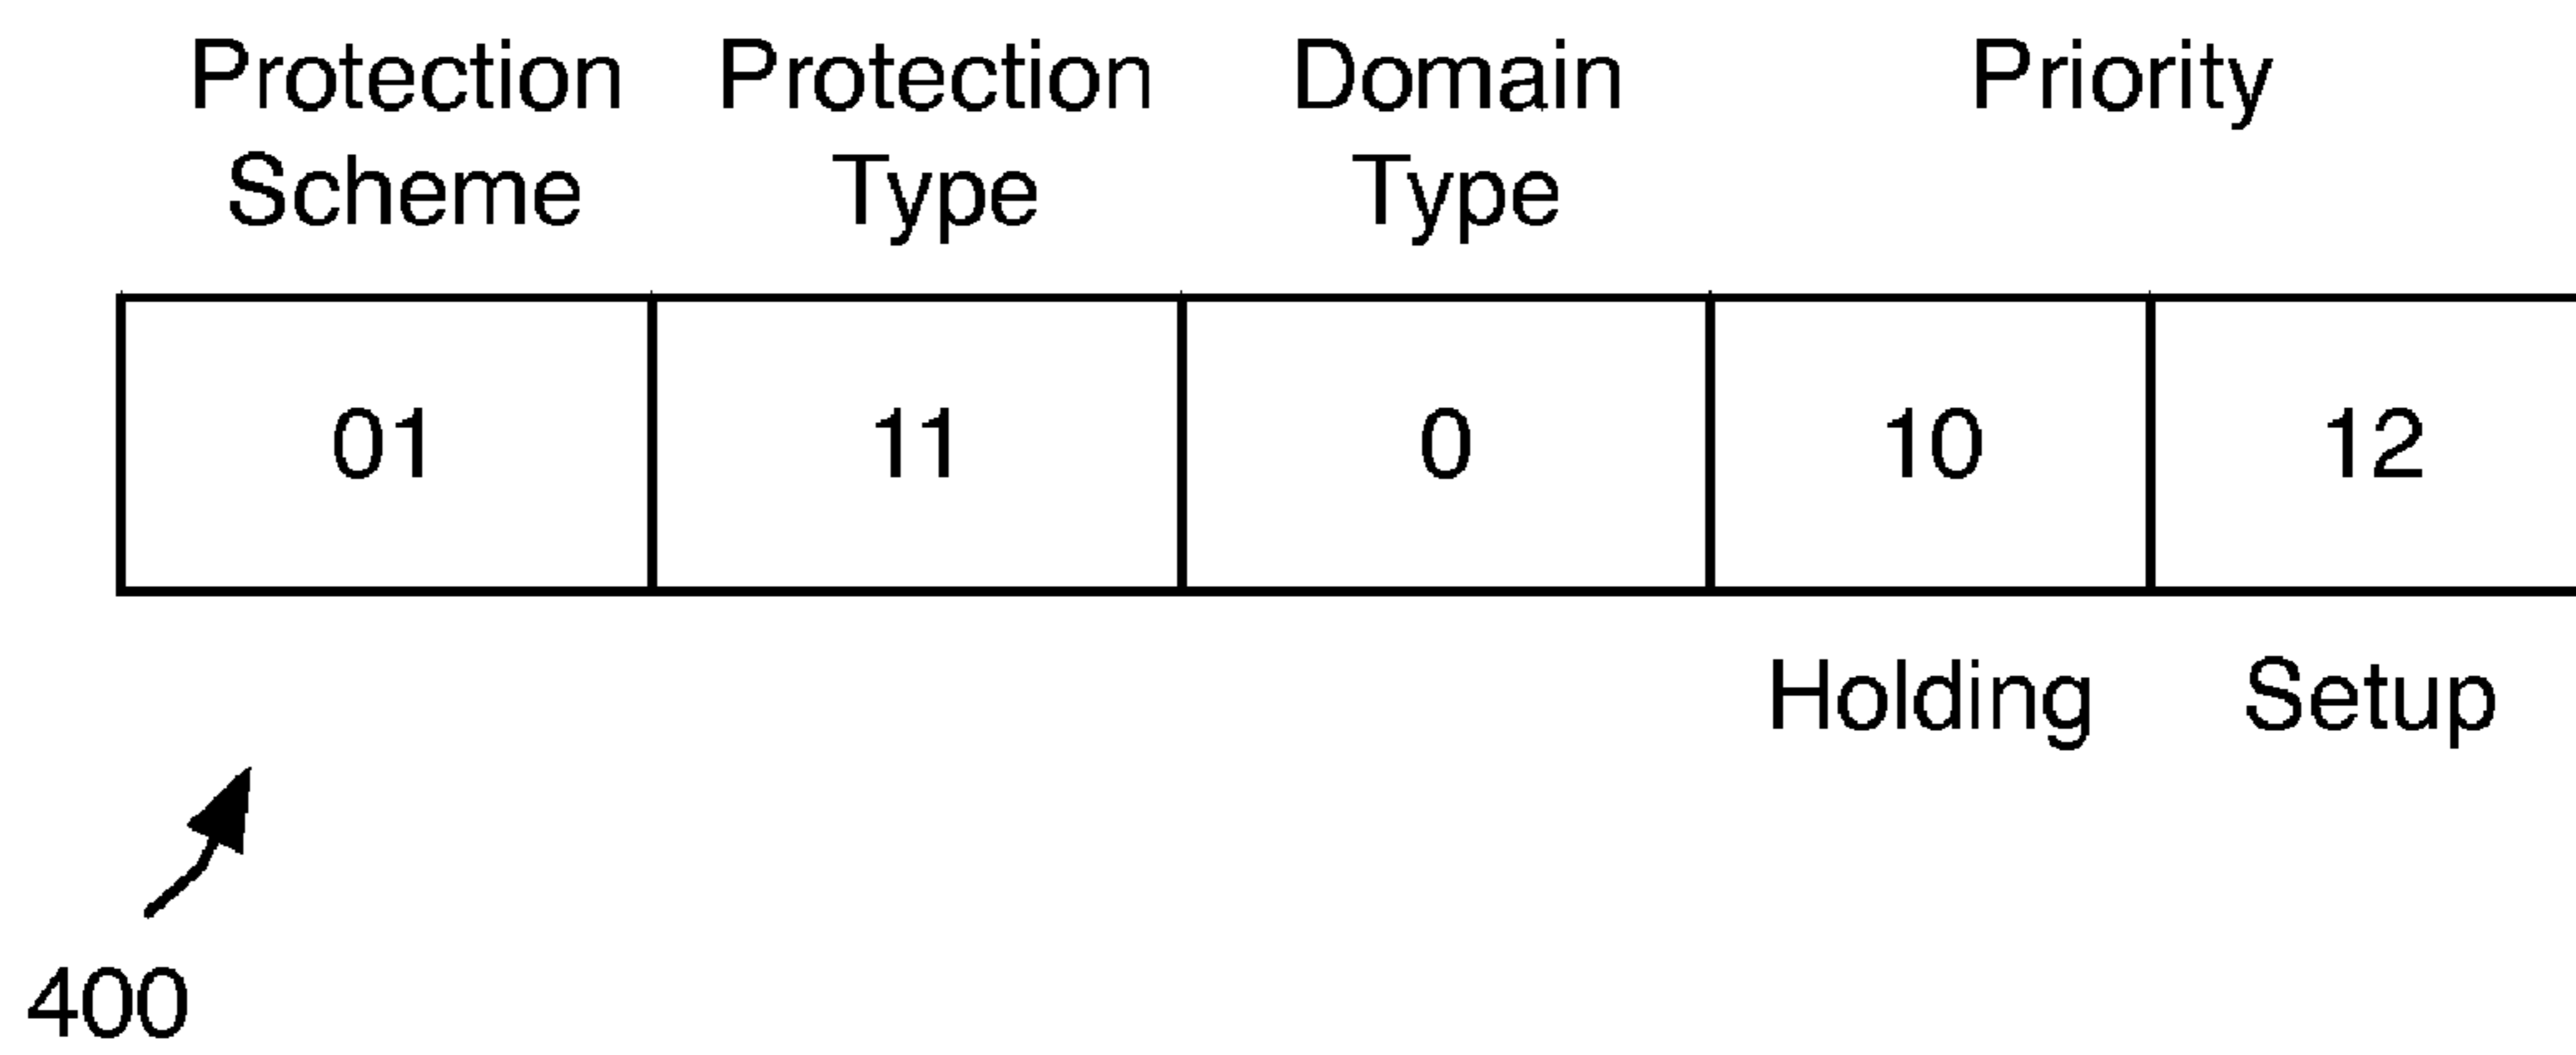 Protection Protection Domain Priority
Scheme Type Type
01 11 0 10 12
Holding Setup
400